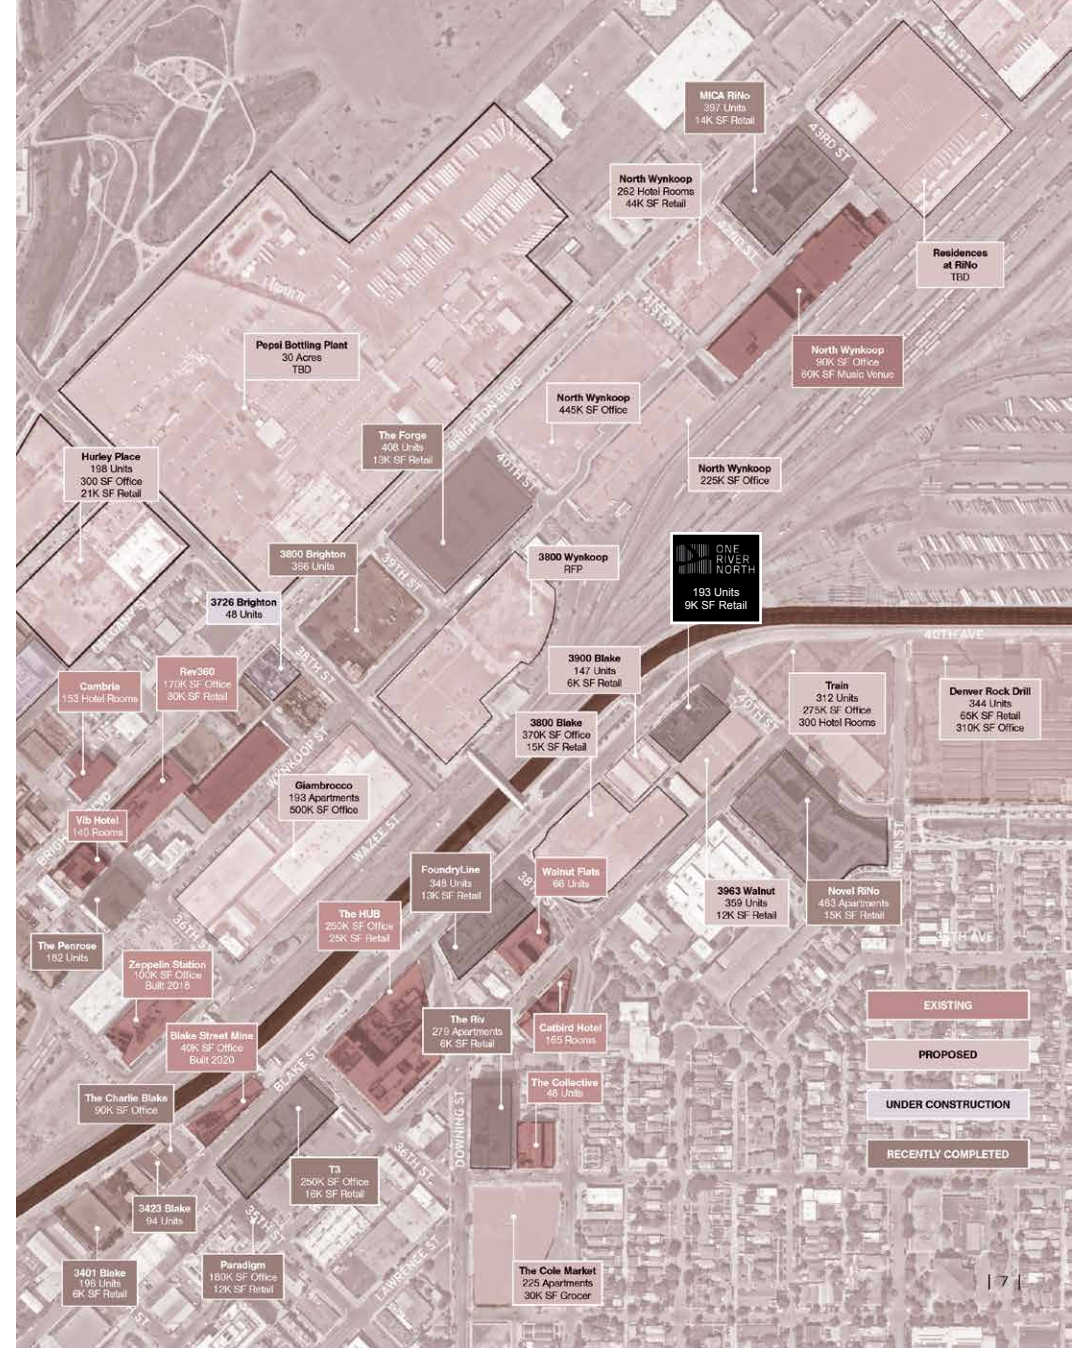 44TH ST
MICA RiNo
397 Units
14K SF Retail
43RD ST
North Wynkoop
262 Hotel Rooms
44K SF Retail
42ND ST
Residences
at RiNo
TBD
41ST ST
Pepsi Bottling Plant
30 Acres
TBD
North Wynkoop
90K SF Office
60K SF Music Venue
BRIGHTON BLVD
North Wynkoop
445K SF Office
The Forge
408 Units
13K SF Retail
40TH ST
Hurley Place
198 Units
300 SF Office
21K SF Retail
North Wynkoop
225K SF Office
3800 Brighton
366 Units
39TH ST
3800 Wynkoop
RFP
ONE
RIVER
NORTH
193 Units
9K SF Retail
3726 Brighton
48 Units
40TH AVE
38TH ST
3900 Blake
147 Units
6K SF Retail
Cambria
153 Hotel Rooms
Rev360
170K SF Office
30K SF Retail
Train
312 Units
275K SF Office
300 Hotel Rooms
Denver Rock Drill
344 Units
65K SF Retail
310K SF Office
3800 Blake
370K SF Office
15K SF Retail
40TH ST
WYNKOOP ST
Giambrocco
193 Apartments
500K SF Office
Vib Hotel
140 Rooms
WAZEE ST
FoundryLine
348 Units
13K SF Retail
Walnut Flats
66 Units
3963 Walnut
359 Units
12K SF Retail
Novel RiNo
483 Apartments
15K SF Retail
The HUB
250K SF Office
25K SF Retail
The Penrose
182 Units
35TH ST
Zeppelin Station
100K SF Office
Built 2018
EXISTING
The Riv
279 Apartments
6K SF Retail
Catbird Hotel
165 Rooms
Blake Street Mine
40K SF Office
Built 2020
PROPOSED
BLAKE ST
The Collective
48 Units
The Charlie Blake
90K SF Office
UNDER CONSTRUCTION
DOWNING ST
36TH ST
RECENTLY COMPLETED
T3
250K SF Office
16K SF Retail
3423 Blake
94 Units
35TH ST
LAWRENCE ST
3401 Blake
198 Units
6K SF Retail
Paradigm
180K SF Office
12K SF Retail
The Cole Market
225 Apartments
30K SF Grocer
| 7 |